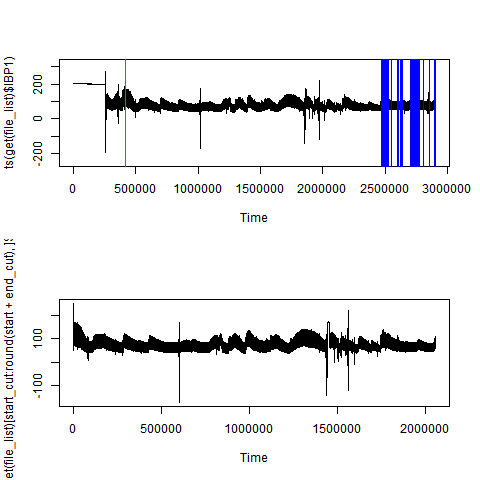 ts(get(file_list)$IBP1)
200
0
-200
0 500000 1000000 1500000 2000000 2500000 3000000
Time
et(file_list)[start_cut:round(start + end_cut), ]$
100
-100
0 500000 1000000 1500000 2000000
Time